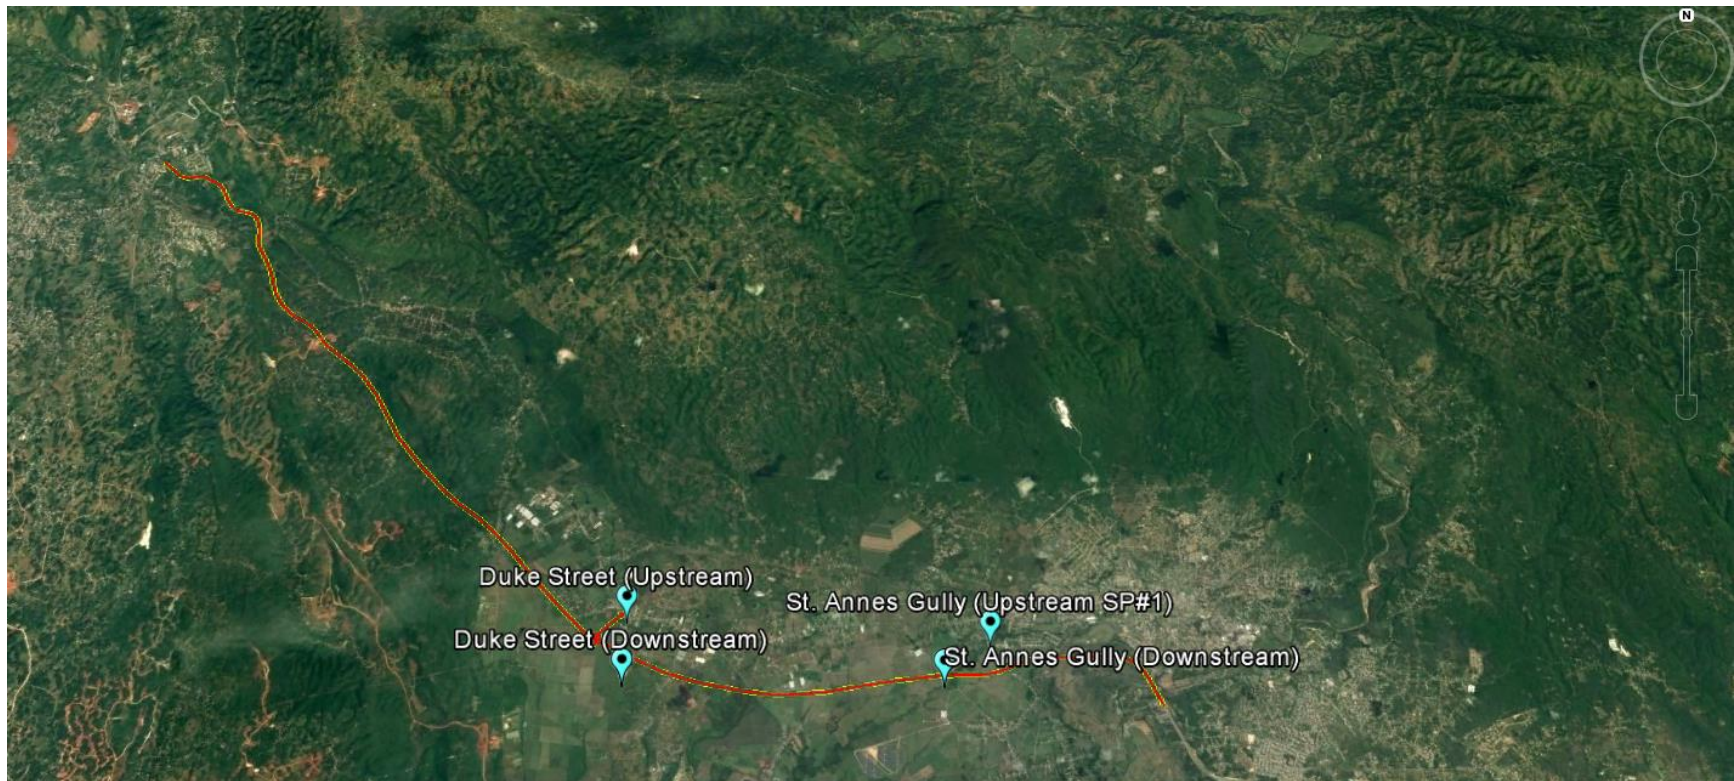 N
Duke Street (Upstream)
St. Annes Gully (Upstream SP#1)
Duke Street (Downstream)
St. Annes Gully (Downstream)